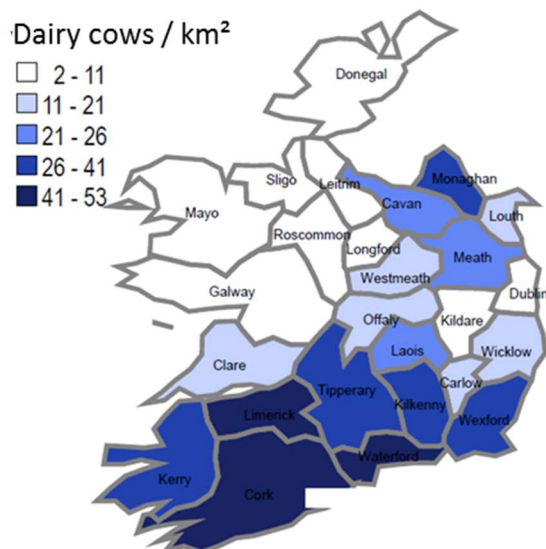 Dairy cows / km²
2 - 11
11 - 21
21 - 26
26 - 41
41 - 53
Donegal
Sligo
Leitrim
Monaghan
Cavan
Louth
Mayo
Roscommon
Longford
Meath
Westmeath
Galway
Dublin
Offaly
Kildare
Laois
Wicklow
Clare
Carlow
Tipperary
Kilkenny
Limerick
Wexford
Waterford
Kerry
Cork